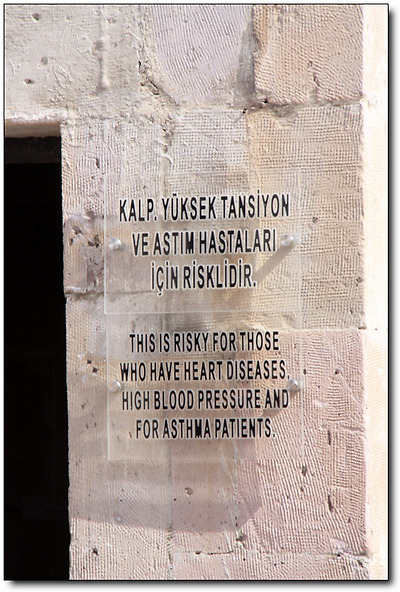 KALP, YÜKSEK TANSİYON
VE ASTIM HASTALARI
İÇİN RİSKLİDİR.
THIS IS RISKY FOR THOSE
WHO HAVE HEART DISEASES,
HIGH BLOOD PRESSURE AND
FOR ASTHMA PATIENTS.